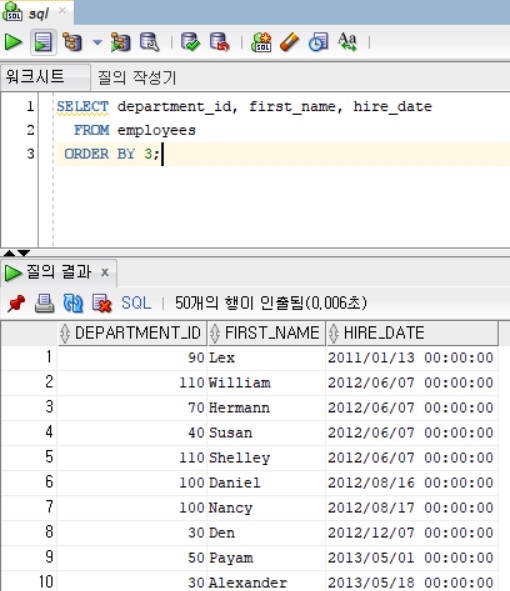 sql
워크시트 질의 작성기
1 SELECT department_id, first_name, hire_date
2 FROM employees
3 ORDER BY 3;
질의 결과 x
SQL | 50개의 행이 인출됨(0,006초)
DEPARTMENT_ID FIRST_NAME HIRE_DATE
1 90 Lex 2011/01/13 00:00:00
2 110 William 2012/06/07 00:00:00
3 70 Hermann 2012/06/07 00:00:00
4 40 Susan 2012/06/07 00:00:00
5 110 Shelley 2012/06/07 00:00:00
6 100 Daniel 2012/08/16 00:00:00
7 100 Nancy 2012/08/17 00:00:00
8 30 Den 2012/12/07 00:00:00
9 50 Payam 2013/05/01 00:00:00
10 30 Alexander 2013/05/18 00:00:00